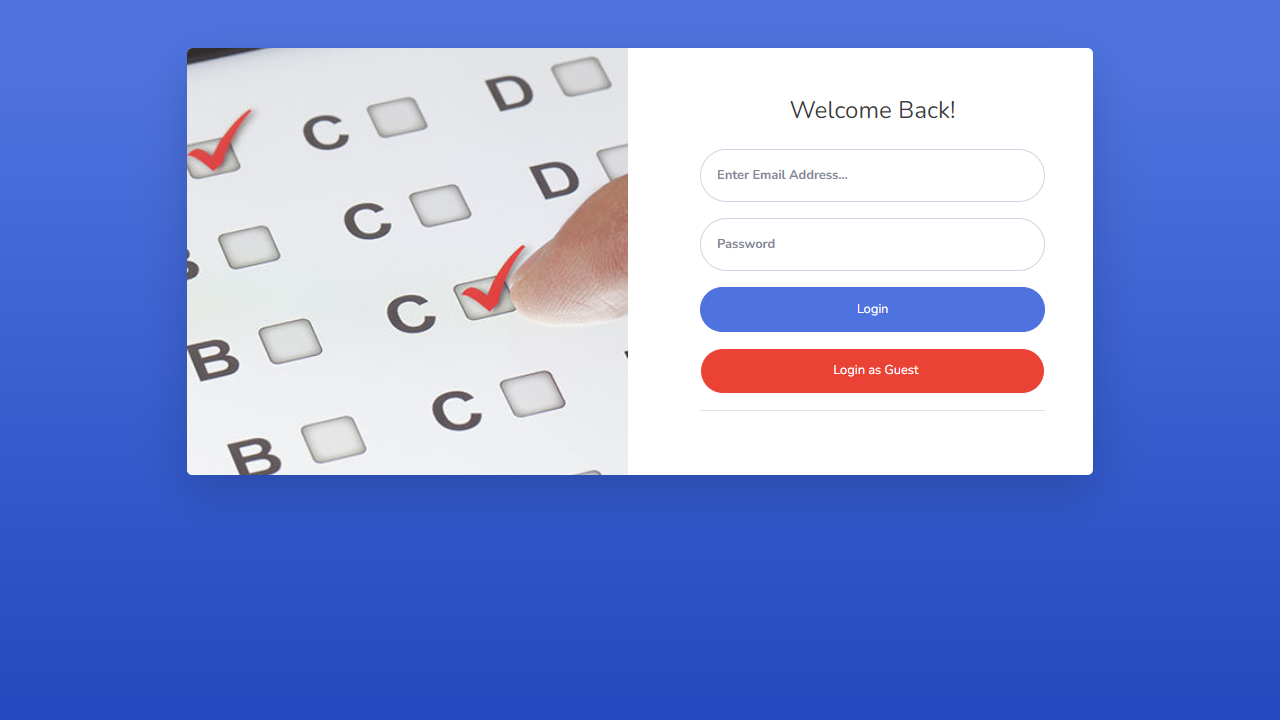 D
C
D
C
B
C
B
C
B
Welcome Back!
Enter Email Address...
Password
Login
Login as Guest